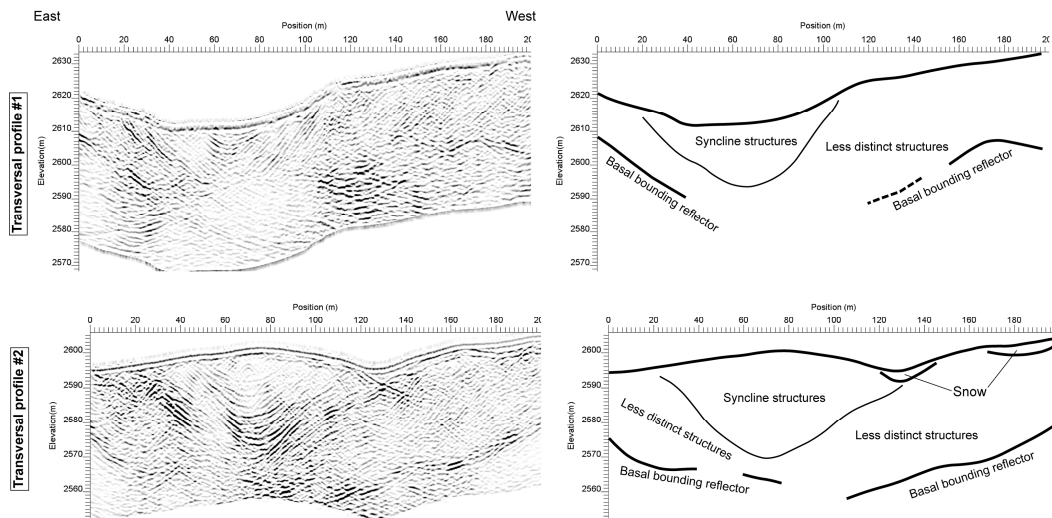 East
West
Transversal profile #1
Position (m)
0 20 40 60 80 100 120 140 160 180
Elevation(m)
2630
2620
2610
2600
2590
2580
2570
Position (m)
0 20 40 60 80 100 120 140 160 180
Elevation(m)
2630
2620
2610
2600
2590
2580
2570
Syncline structures
Less distinct structures
Basal bounding reflector
Basal bounding reflector
Transversal profile #2
Position (m)
0 20 40 60 80 100 120 140 160 180
Elevation(m)
2600
2590
2580
2570
2560
Position (m)
0 20 40 60 80 100 120 140 160 180
Elevation(m)
2600
2590
2580
2570
2560
Syncline structures
Snow
Less distinct structures
Less distinct structures
Basal bounding reflector
Basal bounding reflector